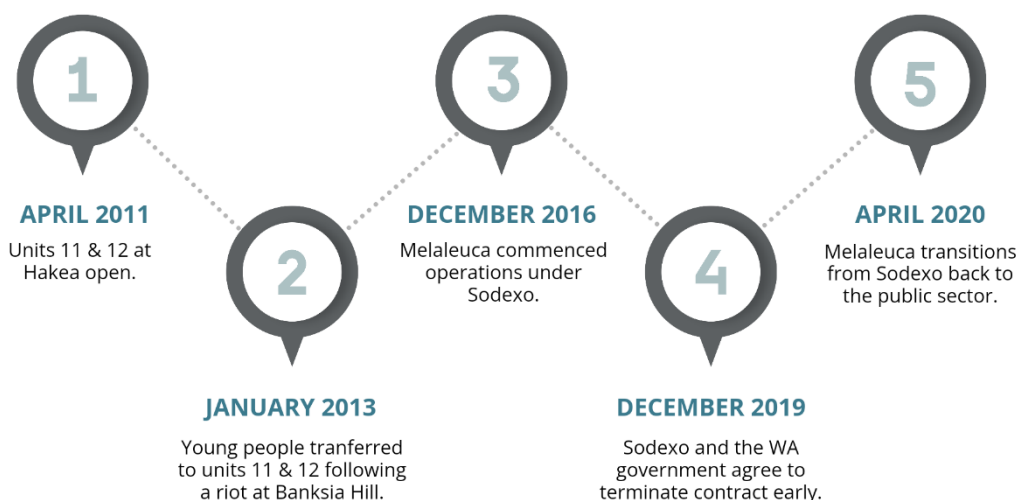 1
APRIL 2011
Units 11 & 12 at
Hakea open.
2
JANUARY 2013
Young people tranferred
to units 11 & 12 following
a riot at Banksia Hill.
3
DECEMBER 2016
Melaleuca commenced
operations under
Sodexo.
4
DECEMBER 2019
Sodexo and the WA
government agree to
terminate contract early.
5
APRIL 2020
Melaleuca transitions
from Sodexo back to
the public sector.